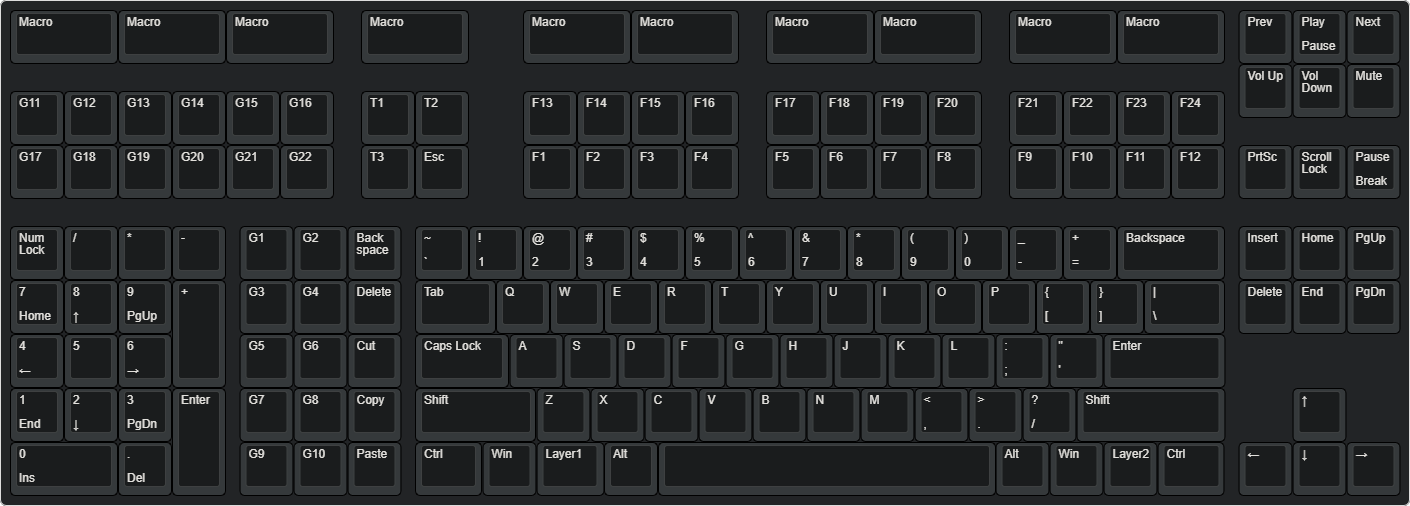 Macro Macro Macro Macro Macro Macro Macro Macro Macro Macro Prev Play Next
Pause
Vol Up Vol Mute
Down
G11 G12 G13 G14 G15 G16 T1 T2 F13 F14 F15 F16 F17 F18 F19 F20 F21 F22 F23 F24
G17 G18 G19 G20 G21 G22 T3 Esc F1 F2 F3 F4 F5 F6 F7 F8 F9 F10 F11 F12 PrtSc Scroll Pause
Lock Break
Num / * - G1 G2 Back ~ ! @ # $ % ^ & * ( ) _ + Backspace Insert Home PgUp
Lock space ` 1 2 3 4 5 6 7 8 9 0 - =
7 8 9 + G3 G4 Delete Tab Q W E R T Y U I O P { } | Delete End PgDn
Home ↑ PgUp [ ] \
4 5 6 G5 G6 Cut Caps Lock A S D F G H J K L : " Enter
← → ; '
1 2 3 Enter G7 G8 Copy Shift Z X C V B N M < > ? Shift ↑
End ↓ PgDn , . /
0 . G9 G10 Paste Ctrl Win Layer1 Alt Alt Win Layer2 Ctrl ← ↓ →
Ins Del